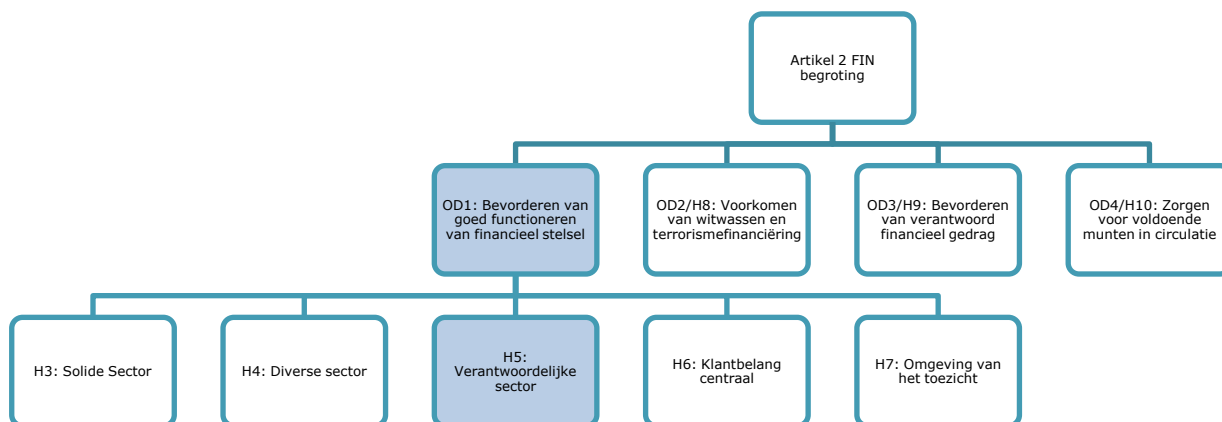 Artikel 2 FIN
begroting
OD1: Bevorderen van
goed functioneren
van financieel stelsel
OD2/H8: Voorkomen
van witwassen en
terrorismefinanciëring
OD3/H9: Bevorderen
van verantwoord
financieel gedrag
OD4/H10: Zorgen
voor voldoende
munten in circulatie
H3: Solide Sector
H4: Diverse sector
H5:
Verantwoordelijke
sector
H6: Klantbelang
centraal
H7: Omgeving van
het toezicht